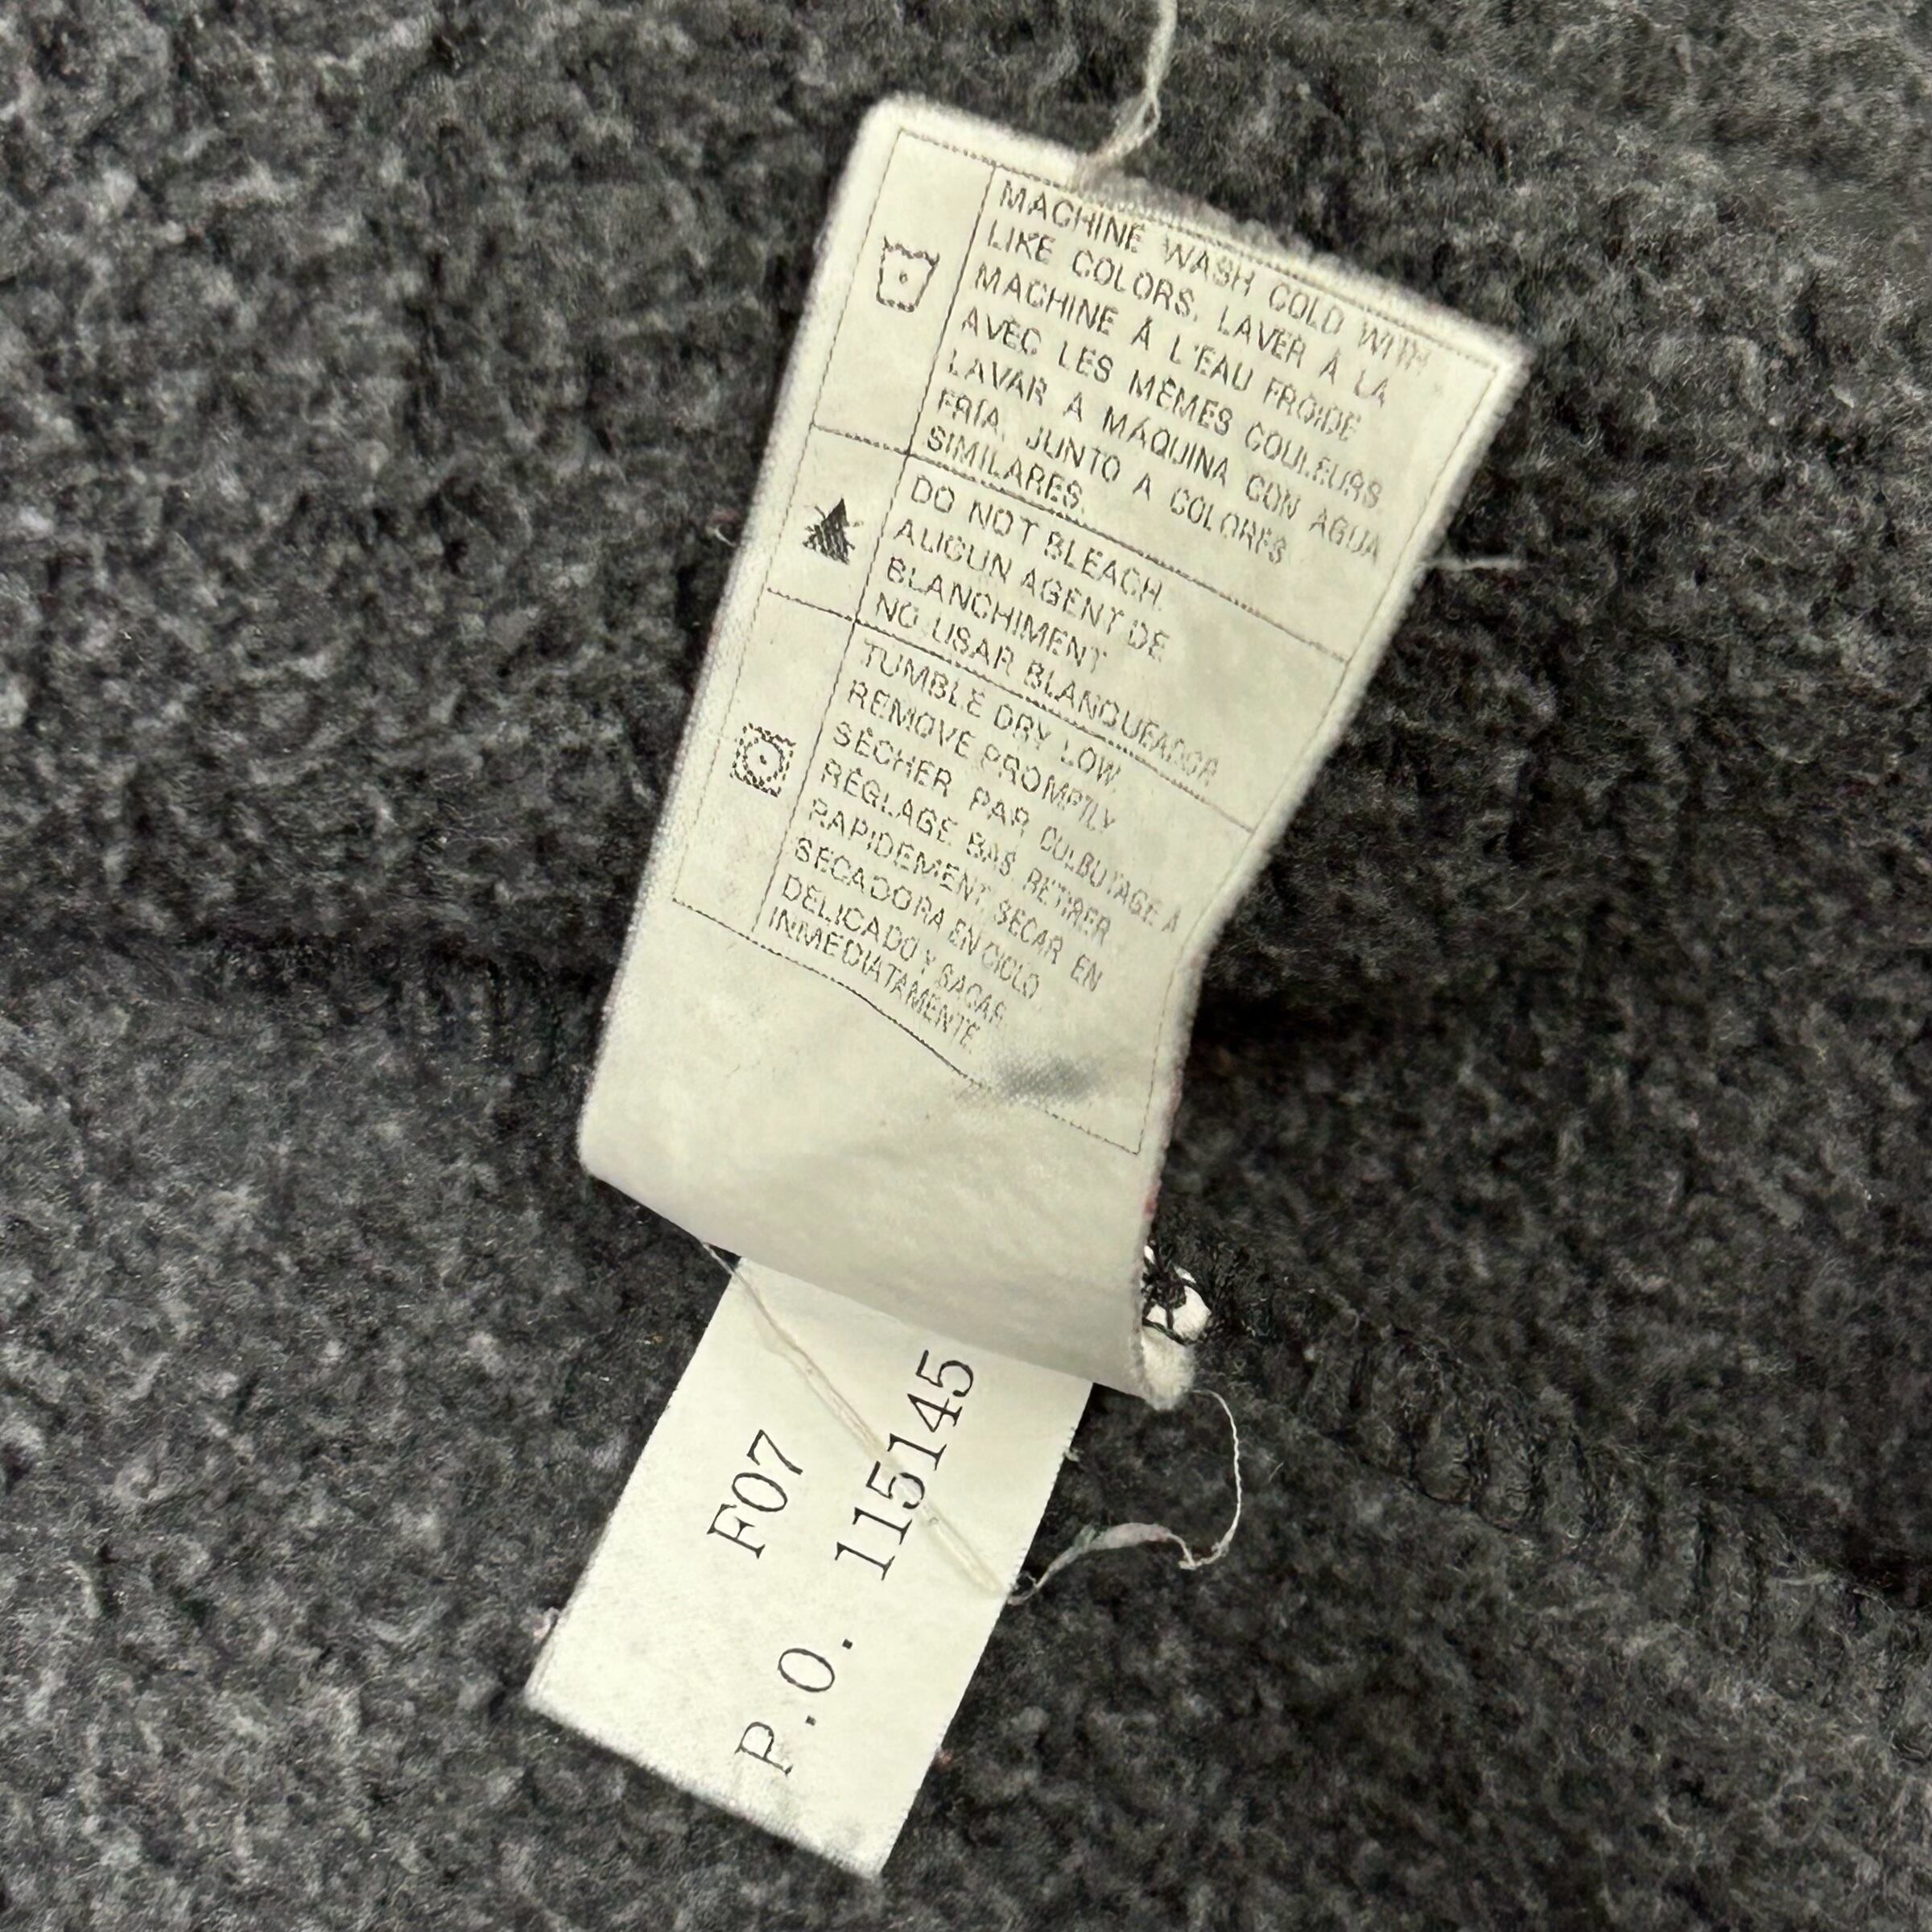 MACHINE WASH COLD WITH
LIKE COLORS. LAVER À LA
MACHINE À L'EAU FROIDE
AVEC LES MÊMES COULEURS
LAVAR A MÁQUINA CON AGUA
FRÍA, JUNTO A COLORES
SIMILARES.
DO NOT BLEACH.
AUCUN AGENT DE
BLANCHIMENT
NO USAR BLANQUEADOR
TUMBLE DRY LOW,
REMOVE PROMPTLY
SÉCHER PAR CULBUTAGE À
RÉGLAGE BAS RETIRER
RAPIDEMENT SECAR EN
SECADORA EN CICLO
DELICADO Y SACAR
INMEDIATAMENTE.
F07
P.O. 115145